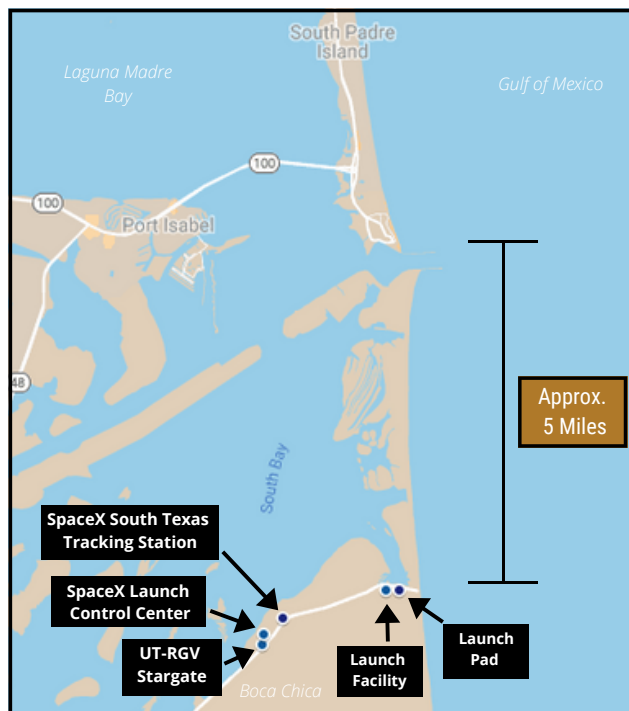 South Padre
Island
Laguna Madre
Bay
Gulf of Mexico
100
100
Port Isabel
48
Approx.
5 Miles
South Bay
SpaceX South Texas
Tracking Station
SpaceX Launch
Control Center
UT-RGV
Stargate
Launch
Facility
Launch
Pad
Boca Chica